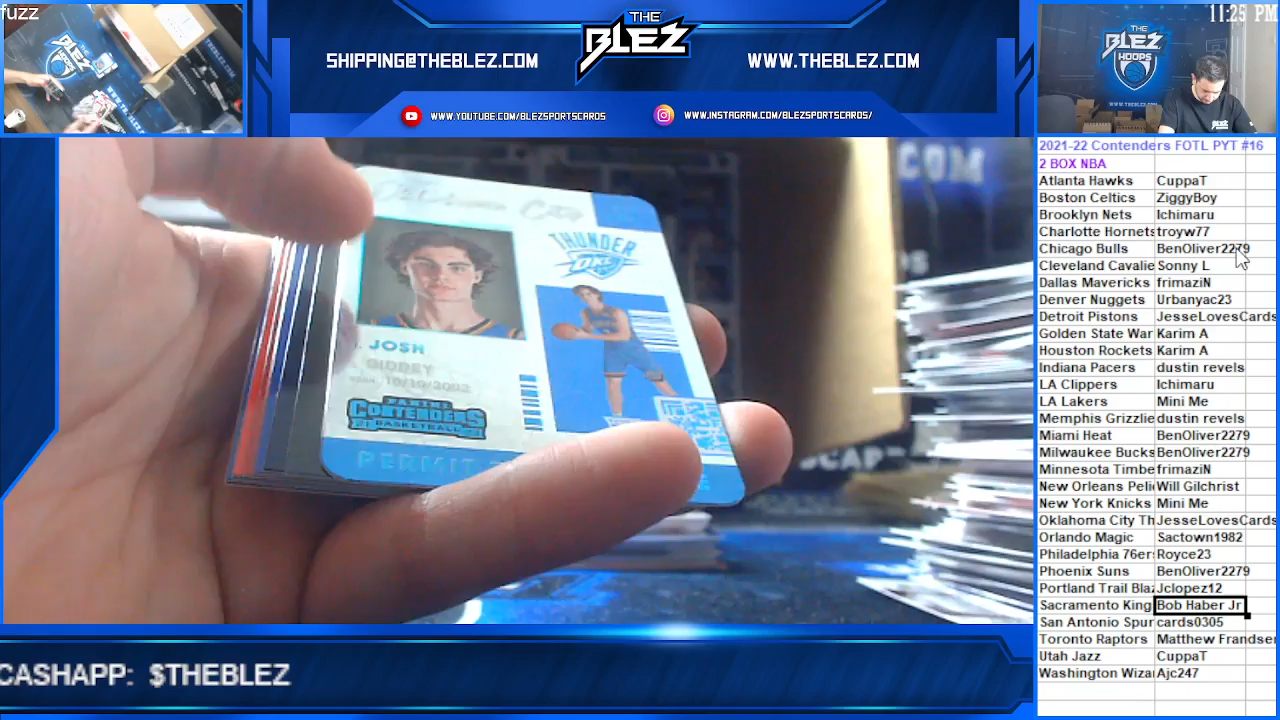 fuzz
THE
BLEZ
SHIPPING@THEBLEZ.COM
WWW.THEBLEZ.COM
WWW.YOUTUBE.COM/BLEZSPORTSCARDS
WWW.INSTAGRAM.COM/BLEZSPORTSCARDS/
11:25 PM
THE
BLEZ
HOOPS
2021-22 Contenders FOTL PYT #16
2 BOX NBA
Atlanta Hawks CuppaT
Boston Celtics ZiggyBoy
Brooklyn Nets Ichimaru
Charlotte Hornets troyw77
Chicago Bulls BenOliver2279
Cleveland Cavalie Sonny L
Dallas Mavericks frimaziN
Denver Nuggets Urbanyac23
Detroit Pistons JesseLovesCards
Golden State War Karim A
Houston Rockets Karim A
Indiana Pacers dustin revels
LA Clippers Ichimaru
LA Lakers Mini Me
Memphis Grizzlie dustin revels
Miami Heat BenOliver2279
Milwaukee Bucks BenOliver2279
Minnesota Timbe frimaziN
New Orleans Peli Will Gilchrist
New York Knicks Mini Me
Oklahoma City Th JesseLovesCards
Orlando Magic Sactown1982
Philadelphia 76er Royce23
Phoenix Suns BenOliver2279
Portland Trail Bla Jclopez12
Sacramento King Bob Haber Jr
San Antonio Spur cards0305
Toronto Raptors Matthew Frandsen
Utah Jazz CuppaT
Washington Wiza Ajc247
THUNDER
OKC
JOSH
GIDDEY
10/10/2002
PANINI
CONTENDERS
BASKETBALL
PERMIT
COM
CASHAPP: $THEBLEZ